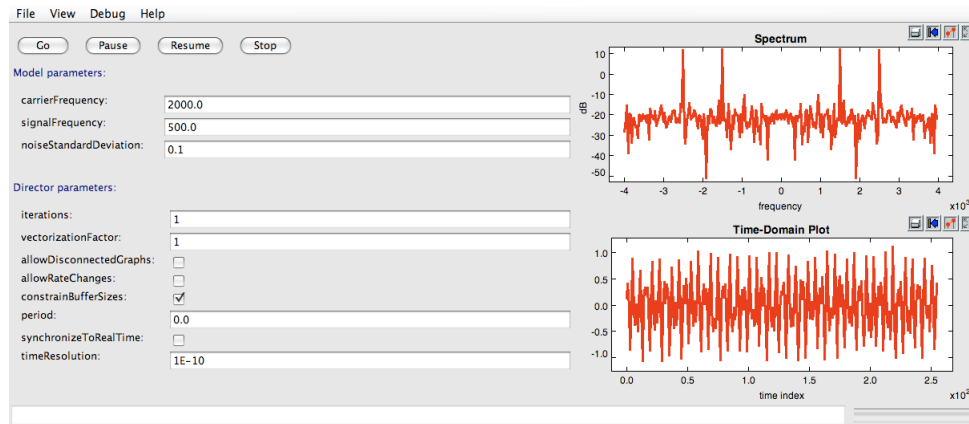 File View Debug Help
Go Pause Resume Stop
Model parameters:
carrierFrequency: 2000.0
signalFrequency: 500.0
noiseStandardDeviation: 0.1
Director parameters:
iterations: 1
vectorizationFactor: 1
allowDisconnectedGraphs:
allowRateChanges:
constrainBufferSizes:
period: 0.0
synchronizeToRealTime:
timeResolution: 1E-10
Spectrum
dB
10
0
-10
-20
-30
-40
-50
-4 -3 -2 -1 0 1 2 3 4
frequency
x10
Time-Domain Plot
1.0
0.5
0.0
-0.5
-1.0
0.0 0.5 1.0 1.5 2.0 2.5
time index
x10